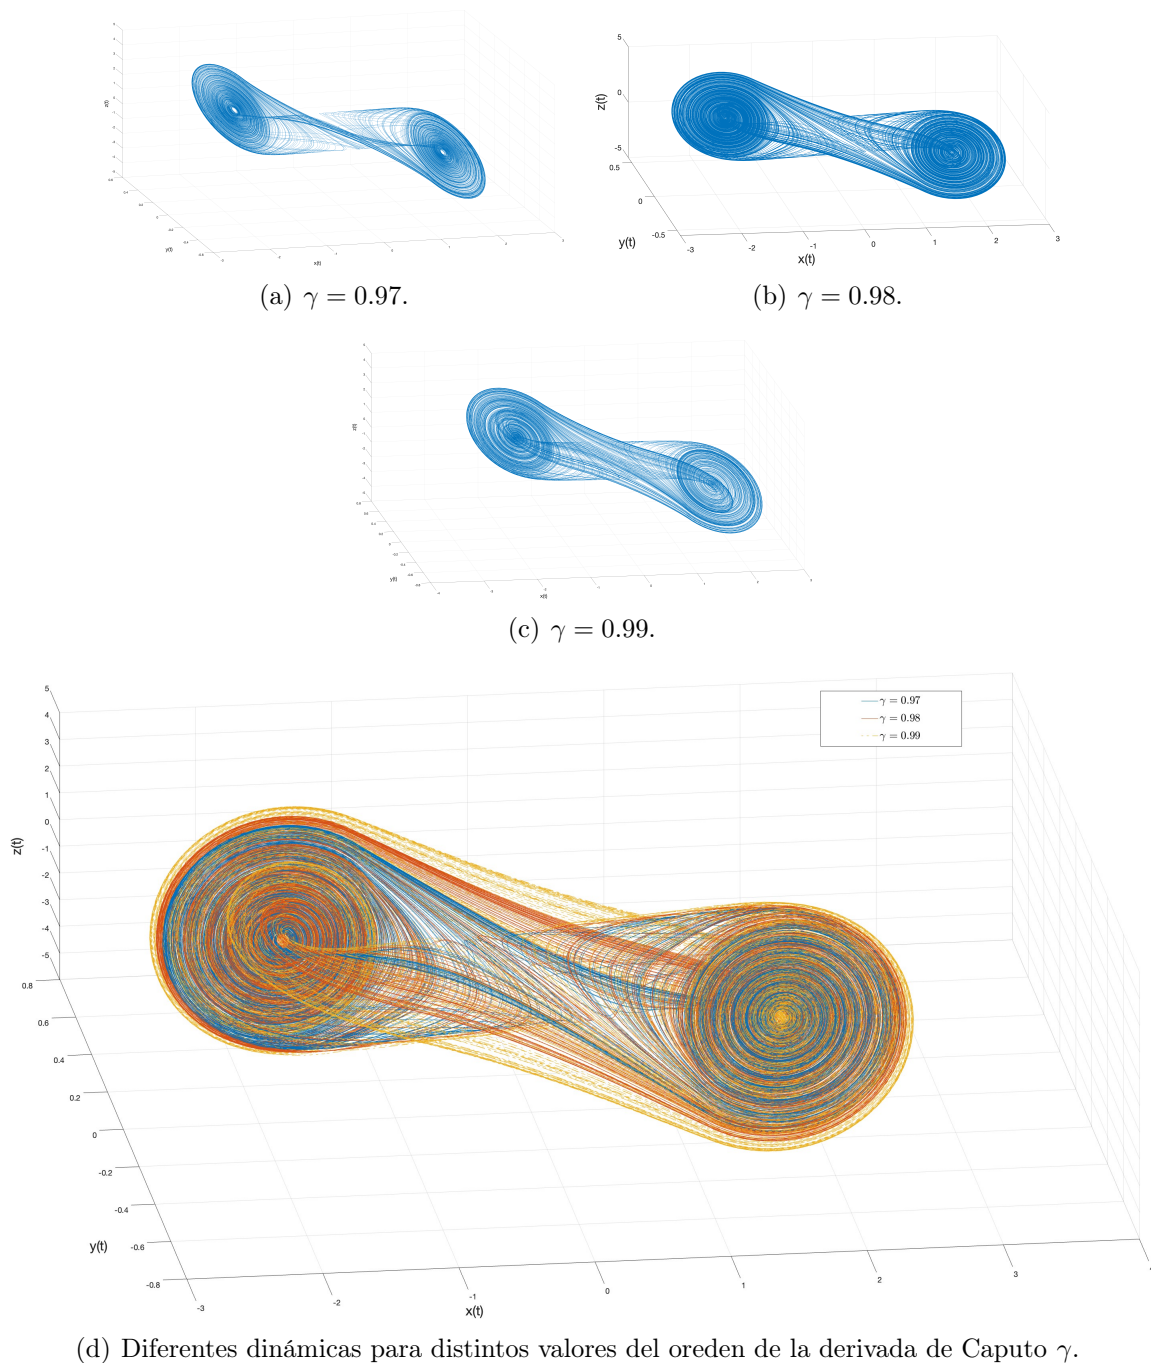 z(t)
y(t)
x(t)
(a) γ = 0.97.
5
0
-5
z(t)
0.5
0
-0.5
y(t)
-3
-2
-1
0
1
2
3
x(t)
(b) γ = 0.98.
z(t)
y(t)
x(t)
(c) γ = 0.99.
γ = 0.97
γ = 0.98
γ = 0.99
5
4
3
2
1
0
-1
-2
-3
-4
-5
z(t)
0.8
0.6
0.4
0.2
0
-0.2
-0.4
-0.6
-0.8
y(t)
-3
-2
-1
0
1
2
3
x(t)
(d) Diferentes dinámicas para distintos valores del oreden de la derivada de Caputo γ.